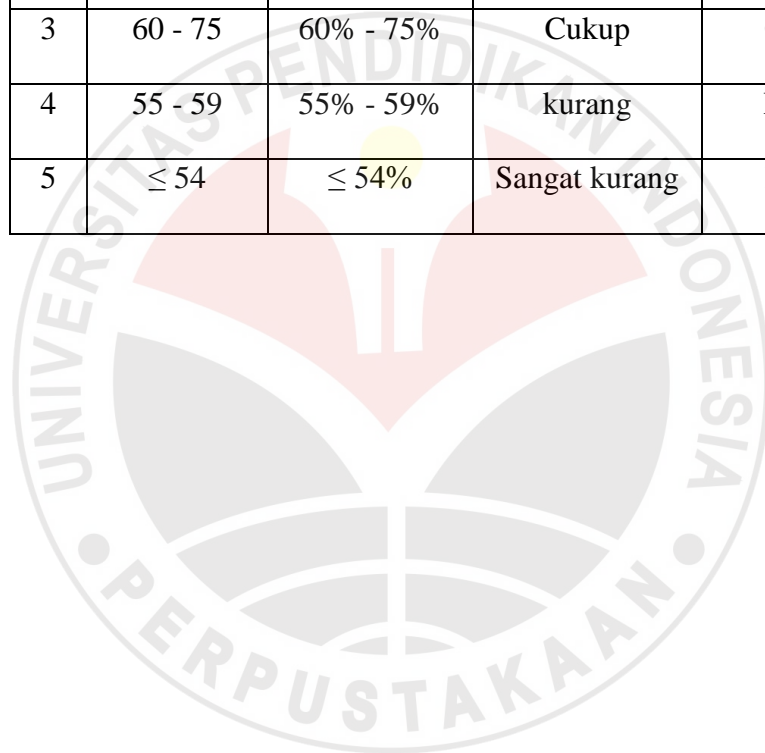 3 60 - 75 60% - 75% Cukup
4 55 - 59 55% - 59% kurang
5 ≤ 54 ≤ 54% Sangat kurang
UNIVERSITAS PENDIDIKAN INDONESIA
PERPUSTAKAAN